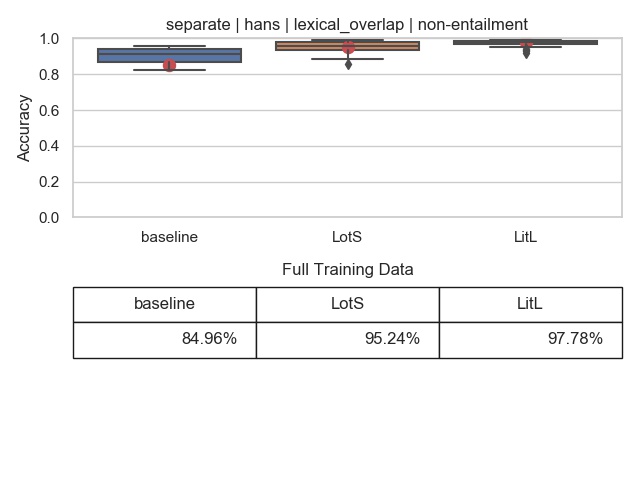 separate | hans | lexical_overlap | non-entailment
1.0
0.8
0.6
0.4
0.2
0.0
Accuracy
baseline LotS LitL
Full Training Data
baseline LotS LitL
84.96% 95.24% 97.78%